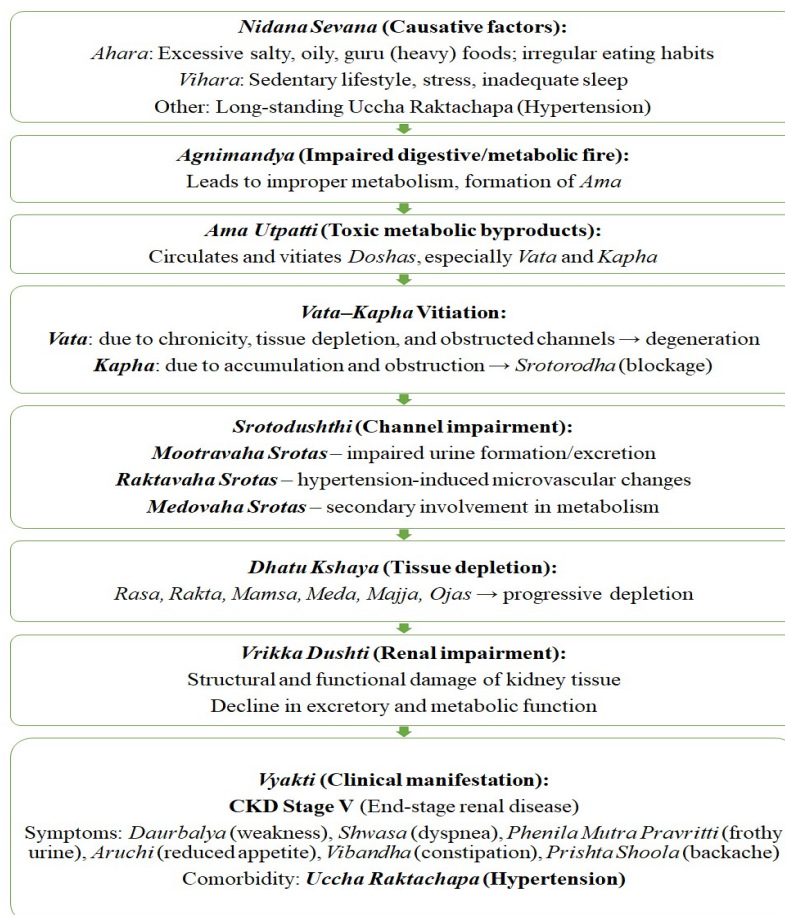 Nidana Sevana (Causative factors):
Ahara: Excessive salty, oily, guru (heavy) foods; irregular eating habits
Vihara: Sedentary lifestyle, stress, inadequate sleep
Other: Long-standing Uccha Raktachapa (Hypertension)
Agnimandya (Impaired digestive/metabolic fire):
Leads to improper metabolism, formation of Ama
Ama Utpatti (Toxic metabolic byproducts):
Circulates and vitiates Doshas, especially Vata and Kapha
Vata–Kapha Vitiation:
Vata: due to chronicity, tissue depletion, and obstructed channels → degeneration
Kapha: due to accumulation and obstruction → Srotorodha (blockage)
Srotodushthi (Channel impairment):
Mootravaha Srotas – impaired urine formation/excretion
Raktavaha Srotas – hypertension-induced microvascular changes
Medovaha Srotas – secondary involvement in metabolism
Dhatu Kshaya (Tissue depletion):
Rasa, Rakta, Mamsa, Meda, Majja, Ojas → progressive depletion
Vrikka Dushti (Renal impairment):
Structural and functional damage of kidney tissue
Decline in excretory and metabolic function
Vyakti (Clinical manifestation):
CKD Stage V (End-stage renal disease)
Symptoms: Daurbalya (weakness), Shwasa (dyspnea), Phenila Mutra Pravritti (frothy
urine), Aruchi (reduced appetite), Vibandha (constipation), Prishta Shoola (backache)
Comorbidity: Uccha Raktachapa (Hypertension)